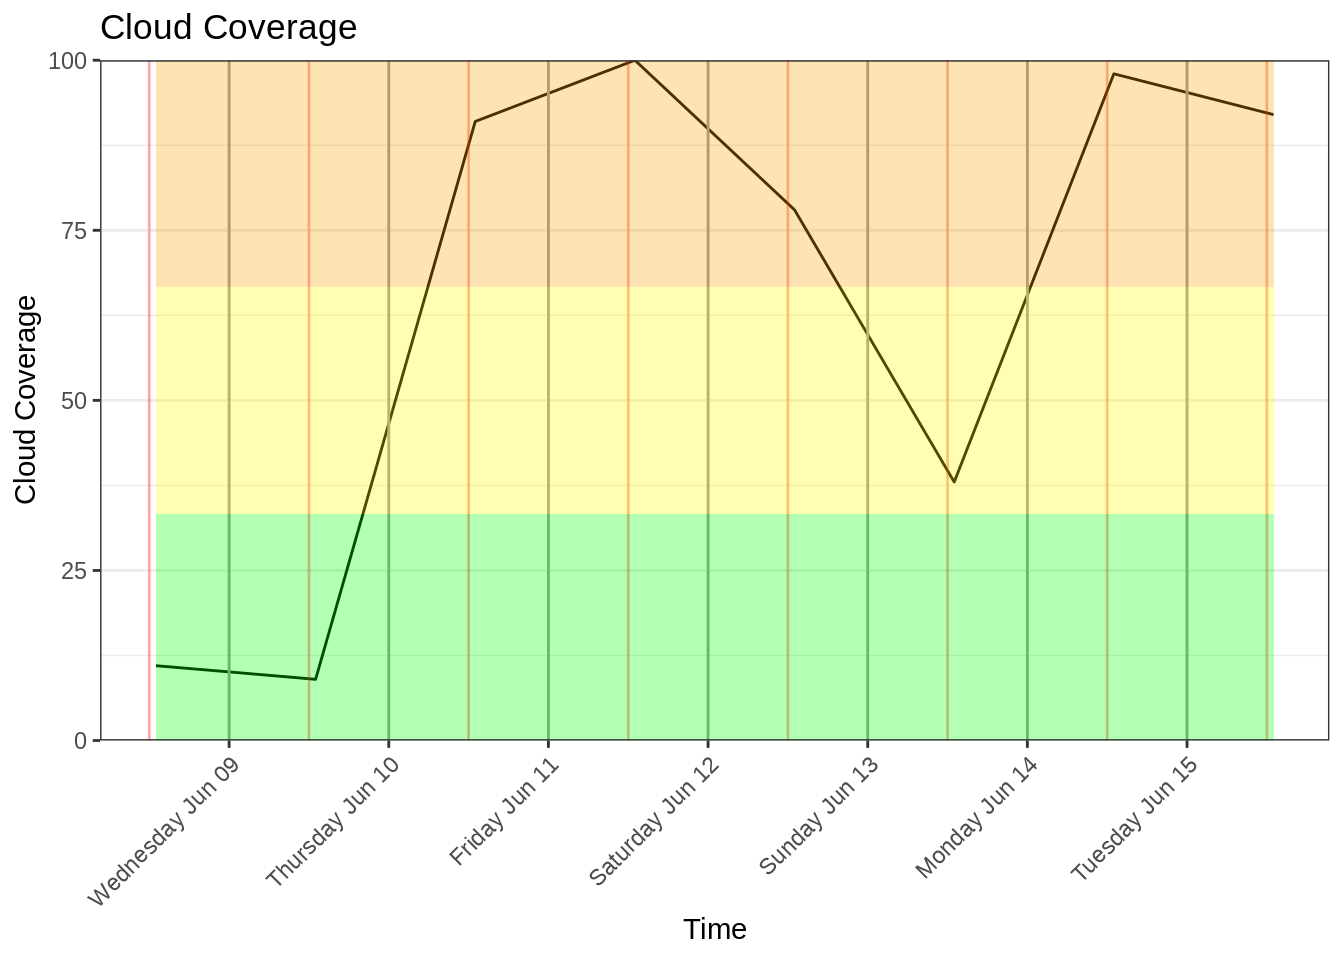 Cloud Coverage
100
75
50
25
0
Cloud Coverage
Wednesday Jun 09
Thursday Jun 10
Friday Jun 11
Saturday Jun 12
Sunday Jun 13
Monday Jun 14
Tuesday Jun 15
Time